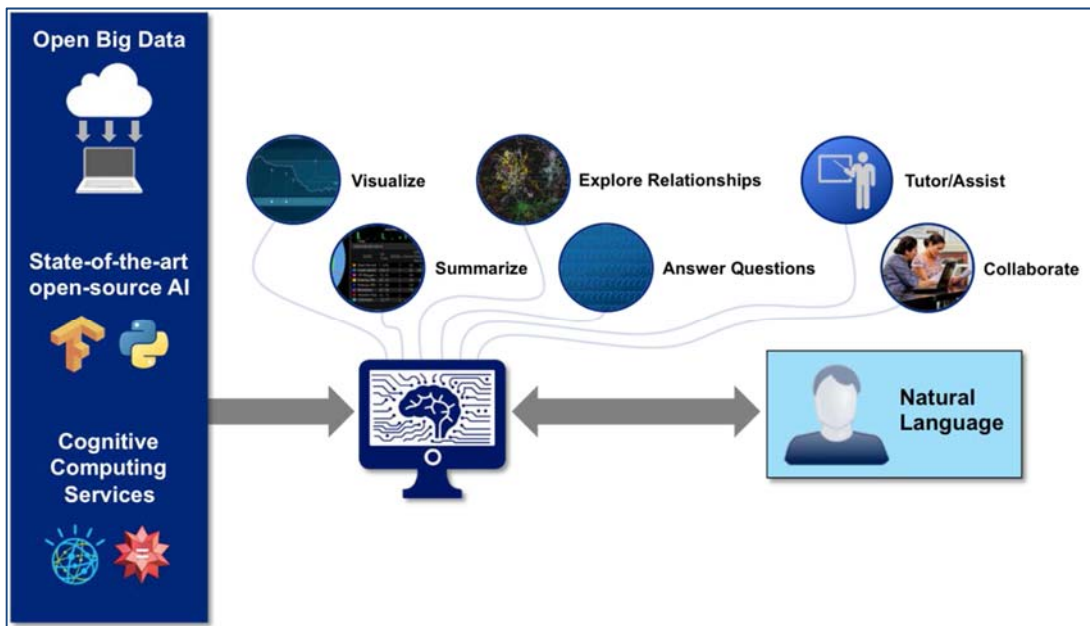 Open Big Data
State-of-the-art
open-source AI
Cognitive
Computing
Services
Visualize
Explore Relationships
Tutor/Assist
Summarize
Answer Questions
Collaborate
Natural
Language